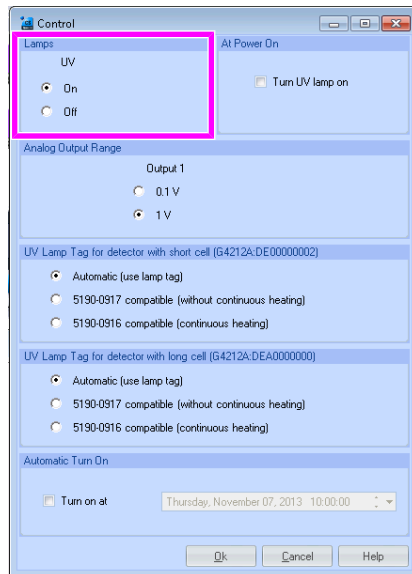 Control
Lamps
UV
On
Off
At Power On
Turn UV lamp on
Analog Output Range
Output 1
0.1 V
1 V
UV Lamp Tag for detector with short cell (G4212A:DE00000002)
Automatic (use lamp tag)
5190-0917 compatible (without continuous heating)
5190-0916 compatible (continuous heating)
UV Lamp Tag for detector with long cell (G4212A:DEA0000000)
Automatic (use lamp tag)
5190-0917 compatible (without continuous heating)
5190-0916 compatible (continuous heating)
Automatic Turn On
Turn on at
Thursday, November 07, 2013 10:00:00
Ok Cancel Help